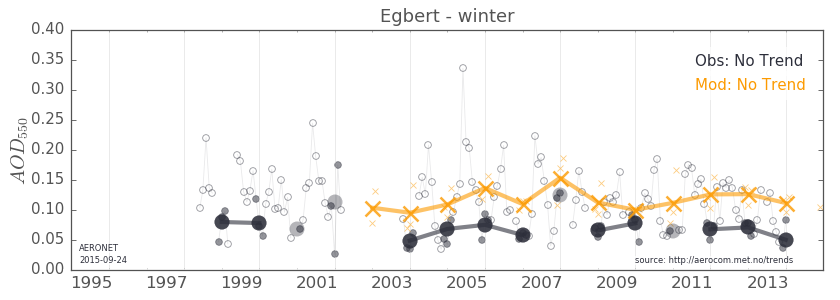 Egbert - winter
0.40
0.35
0.30
0.25
0.20
0.15
0.10
0.05
0.00
AOD550
Obs: No Trend
Mod: No Trend
AERONET
2015-09-24
source: http://aerocom.met.no/trends
1995 1997 1999 2001 2003 2005 2007 2009 2011 2013